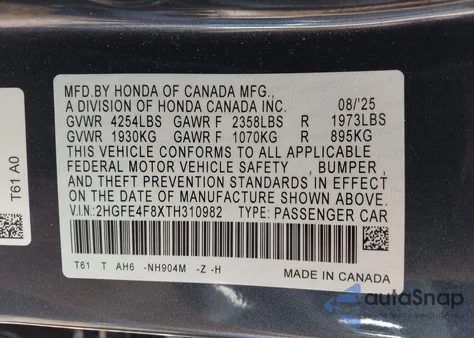 MFD.BY HONDA OF CANADA MFG.,
A DIVISION OF HONDA CANADA INC. 08/'25
GVWR 4254LBS GAWR F 2358LBS R 1973LBS
GVWR 1930KG GAWR F 1070KG R 895KG
THIS VEHICLE CONFORMS TO ALL APPLICABLE
FEDERAL MOTOR VEHICLE SAFETY , BUMPER ,
AND THEFT PREVENTION STANDARDS IN EFFECT
ON THE DATE OF MANUFACTURE SHOWN ABOVE.
V.I.N:2HGFE4F8XTH310982 TYPE: PASSENGER CAR
T61 T AH6 -NH904M -Z -H
MADE IN CANADA
T61 A0
autoSnap